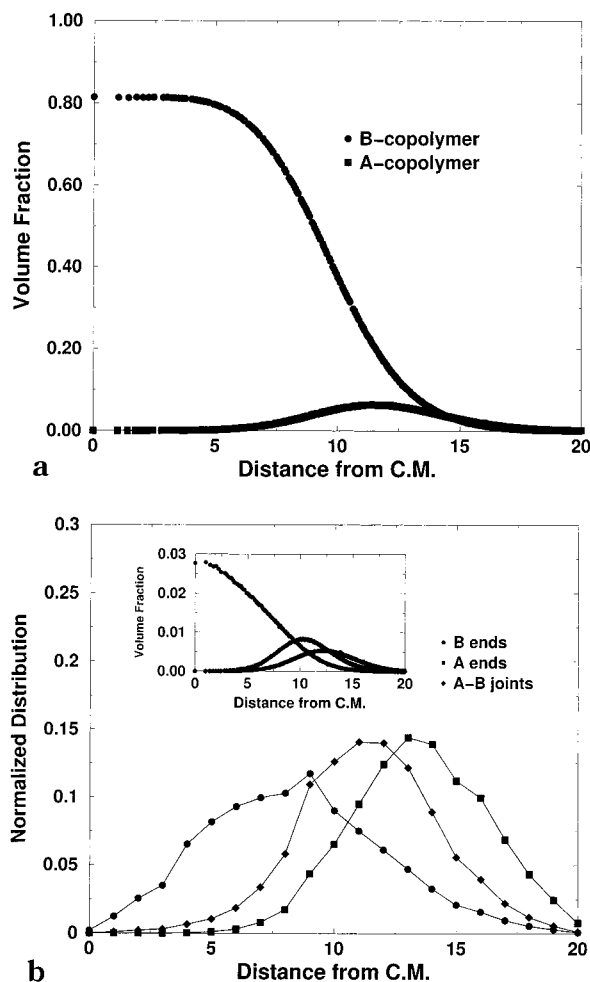 1.00
0.80
0.60
0.40
0.20
0.00
Volume Fraction
● B-copolymer
■ A-copolymer
0 5 10 15 20
Distance from C.M.
a
0.3
0.25
0.2
0.15
0.1
0.05
0
Normalized Distribution
0.03
0.02
0.01
0.00
Volume Fraction
0 5 10 15 20
Distance from C.M.
● B ends
■ A ends
◆ A-B joints
0 5 10 15 20
Distance from C.M.
b